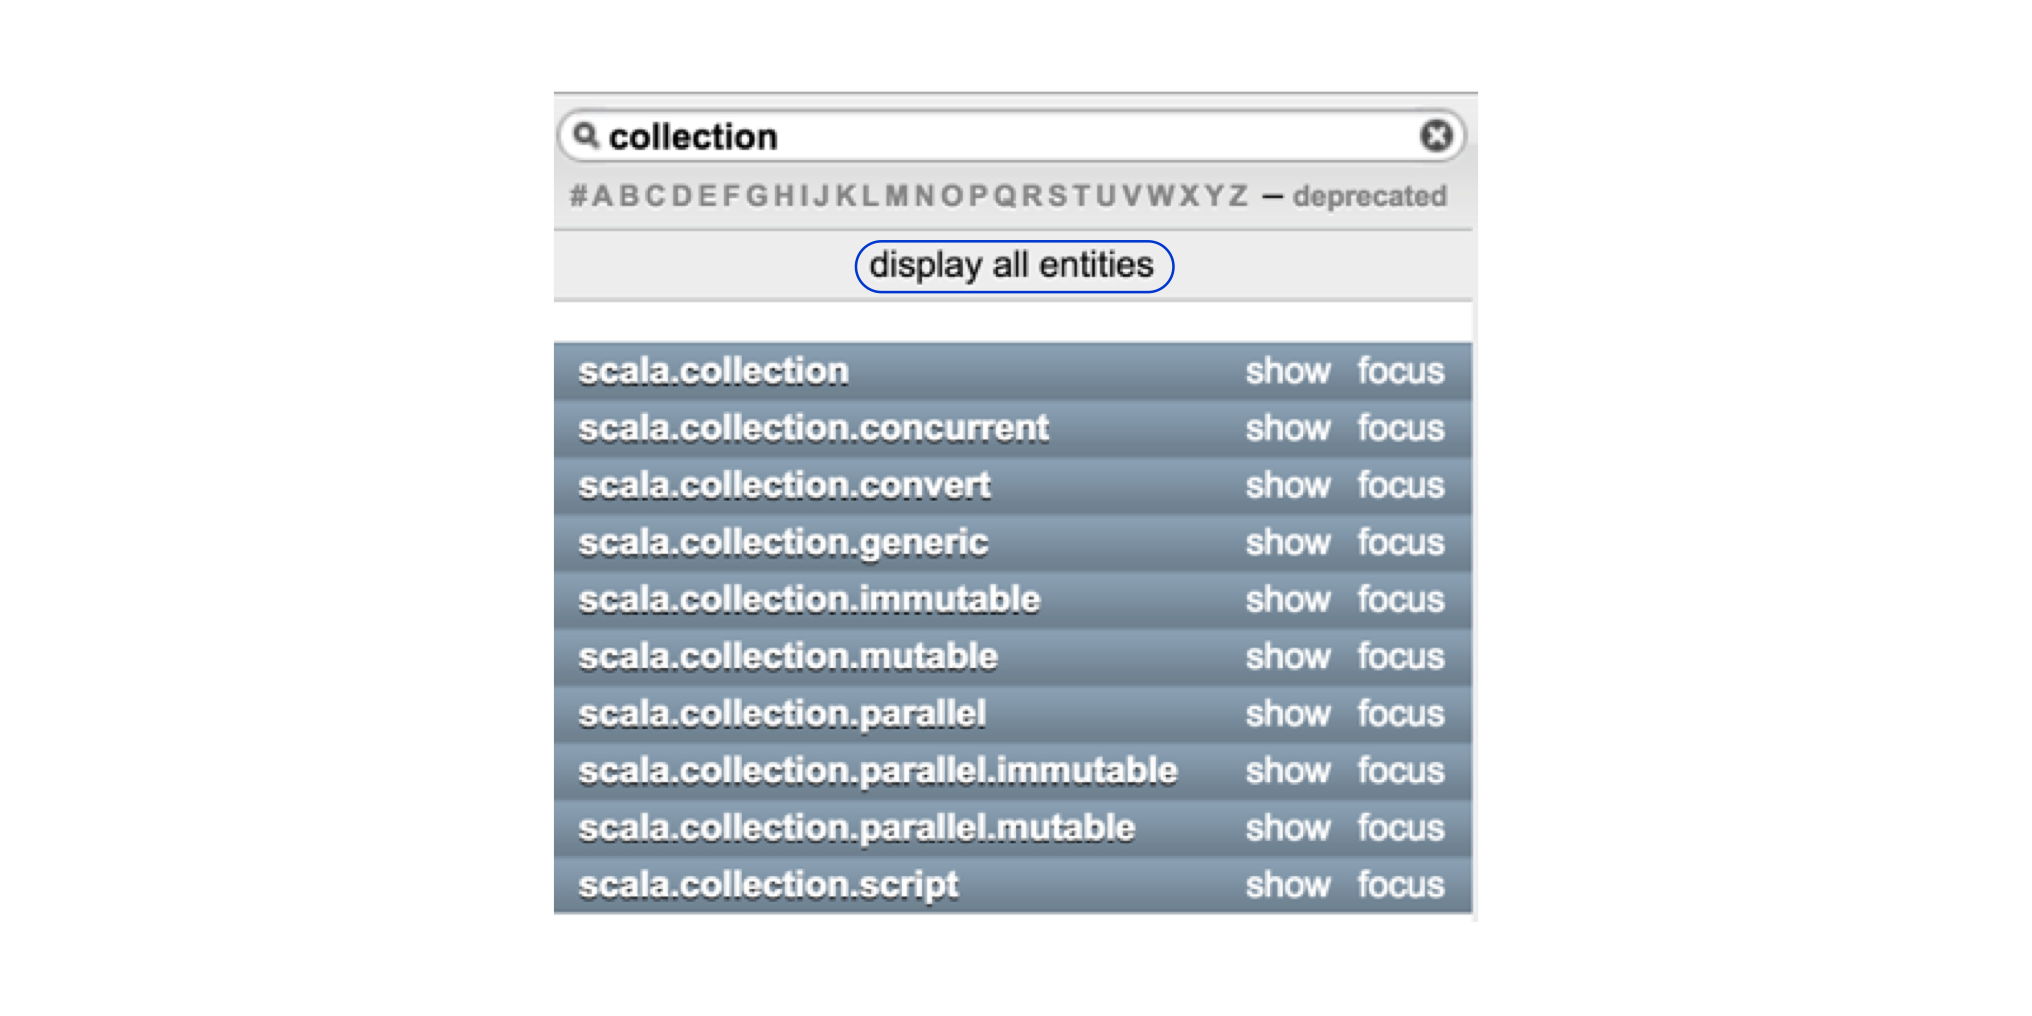 collection
#ABCDEFGHIJKLMNOPQRSTUVWXYZ – deprecated
display all entities
scala.collection show focus
scala.collection.concurrent show focus
scala.collection.convert show focus
scala.collection.generic show focus
scala.collection.immutable show focus
scala.collection.mutable show focus
scala.collection.parallel show focus
scala.collection.parallel.immutable show focus
scala.collection.parallel.mutable show focus
scala.collection.script show focus